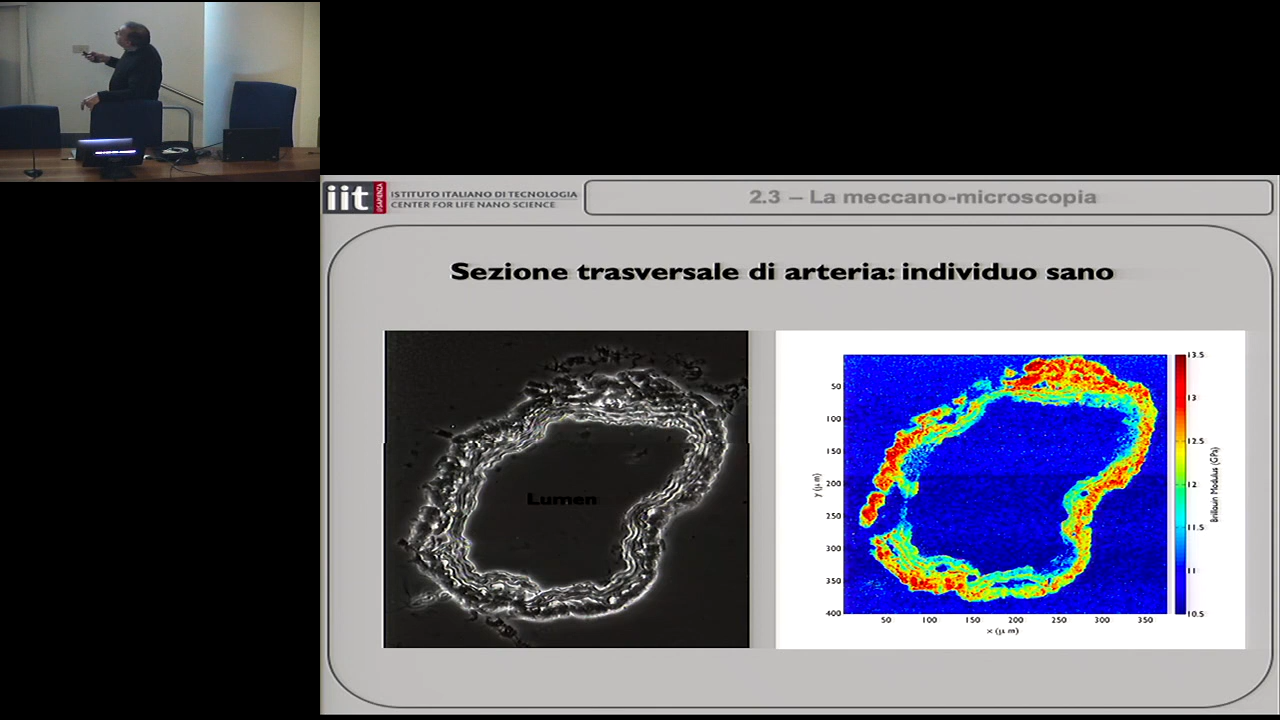 iit
@SAPIENZA
ISTITUTO ITALIANO DI TECNOLOGIA
CENTER FOR LIFE NANO SCIENCE
2.3 – La meccano-microscopia
Sezione trasversale di arteria: individuo sano
Lumen
50
100
150
200
250
300
350
400
y (μ m)
50
100
150
200
250
300
350
x (μ m)
13.5
13
12.5
12
11.5
11
10.5
Brillouin Modulus (GPa)